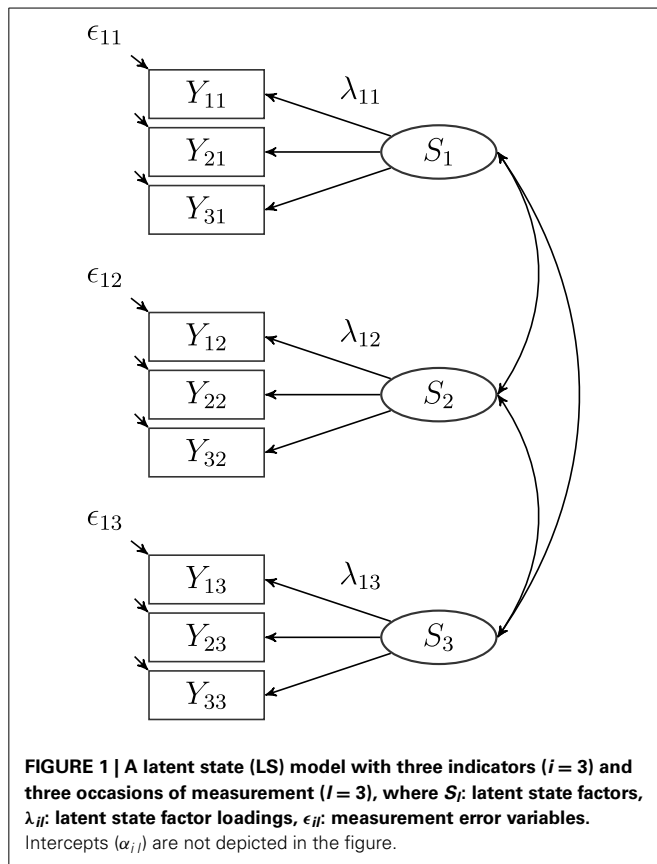 ϵ₁₁
Y₁₁
λ₁₁
Y₂₁
S₁
Y₃₁
ϵ₁₂
Y₁₂
λ₁₂
Y₂₂
S₂
Y₃₂
ϵ₁₃
Y₁₃
λ₁₃
Y₂₃
S₃
Y₃₃
FIGURE 1 | A latent state (LS) model with three indicators (i = 3) and
three occasions of measurement (l = 3), where Sₗ: latent state factors,
λᵢₗ: latent state factor loadings, ϵᵢₗ: measurement error variables.
Intercepts (αᵢₗ) are not depicted in the figure.